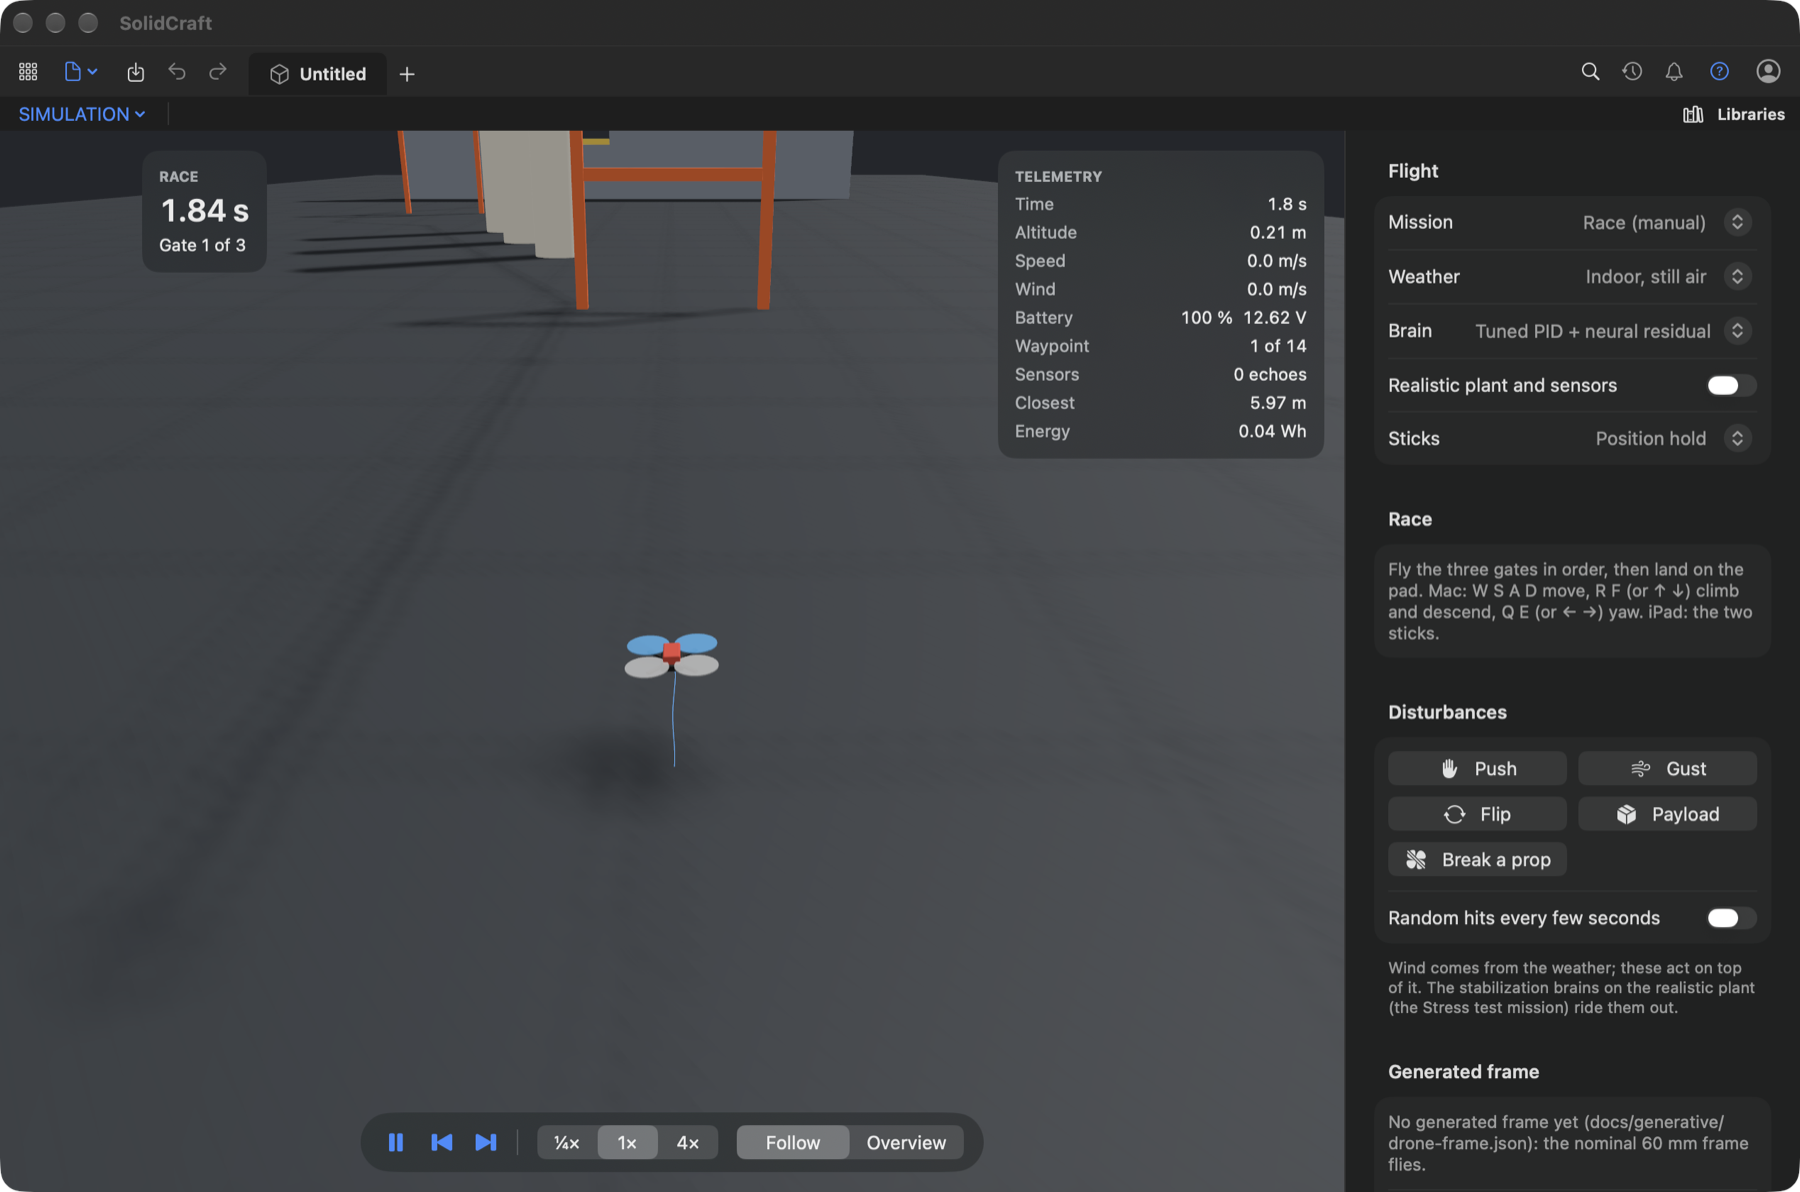 SolidCraft
Untitled
SIMULATION
Libraries
RACE
1.84 s
Gate 1 of 3
TELEMETRY
Time 1.8 s
Altitude 0.21 m
Speed 0.0 m/s
Wind 0.0 m/s
Battery 100 % 12.62 V
Waypoint 1 of 14
Sensors 0 echoes
Closest 5.97 m
Energy 0.04 Wh
Flight
Mission Race (manual)
Weather Indoor, still air
Brain Tuned PID + neural residual
Realistic plant and sensors
Sticks Position hold
Race
Fly the three gates in order, then land on the
pad. Mac: W S A D move, R F (or ↑ ↓) climb
and descend, Q E (or ← →) yaw. iPad: the two
sticks.
Disturbances
Push Gust
Flip Payload
Break a prop
Random hits every few seconds
Wind comes from the weather; these act on top
of it. The stabilization brains on the realistic plant
(the Stress test mission) ride them out.
Generated frame
No generated frame yet (docs/generative/
drone-frame.json): the nominal 60 mm frame
flies.
¼× 1× 4× Follow Overview